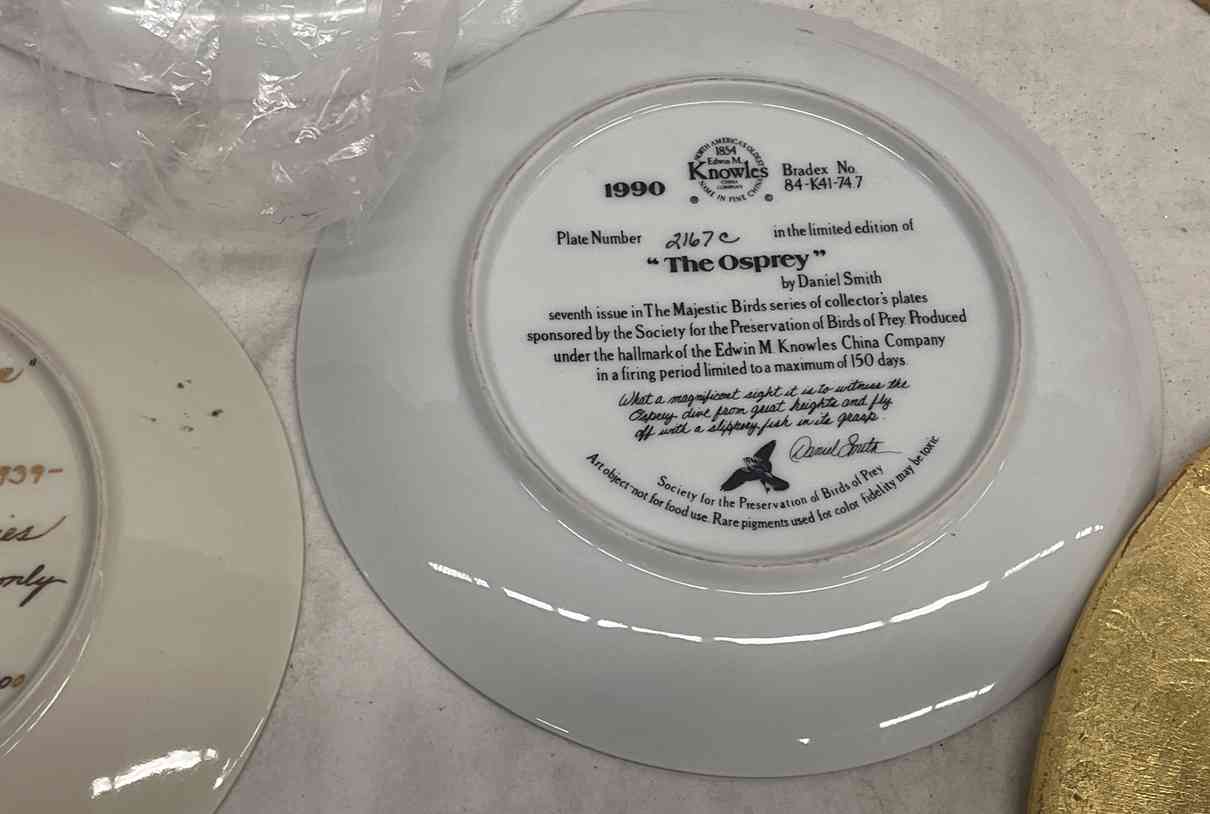 1990
NORTH AMERICA'S OLDEST
1854
Edwin M.
Knowles
CHINA
COMPANY
NAME IN FINE CHINA
Bradex No.
84-K41-74.7
Plate Number 2167 C in the limited edition of
“The Osprey”
by Daniel Smith
seventh issue in The Majestic Birds series of collector's plates
sponsored by the Society for the Preservation of Birds of Prey. Produced
under the hallmark of the Edwin M. Knowles China Company
in a firing period limited to a maximum of 150 days.
What a magnificent sight it is to witness the
Osprey dive from great heights and fly
off with a slippery fish in its grasp.
Daniel Smith
Society for the Preservation of Birds of Prey
Art object-not for food use. Rare pigments used for color fidelity may be toxic
939-
only